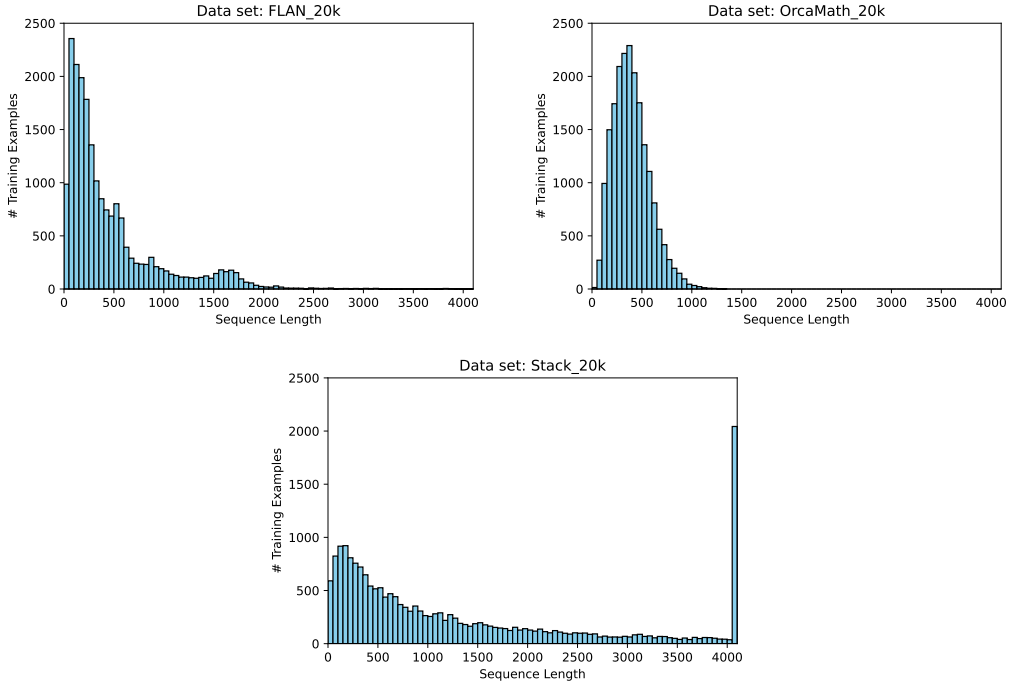 Data set: FLAN_20k
2500
2000
1500
1000
500
0
# Training Examples
0 500 1000 1500 2000 2500 3000 3500 4000
Sequence Length
Data set: OrcaMath_20k
2500
2000
1500
1000
500
0
# Training Examples
0 500 1000 1500 2000 2500 3000 3500 4000
Sequence Length
Data set: Stack_20k
2500
2000
1500
1000
500
0
# Training Examples
0 500 1000 1500 2000 2500 3000 3500 4000
Sequence Length